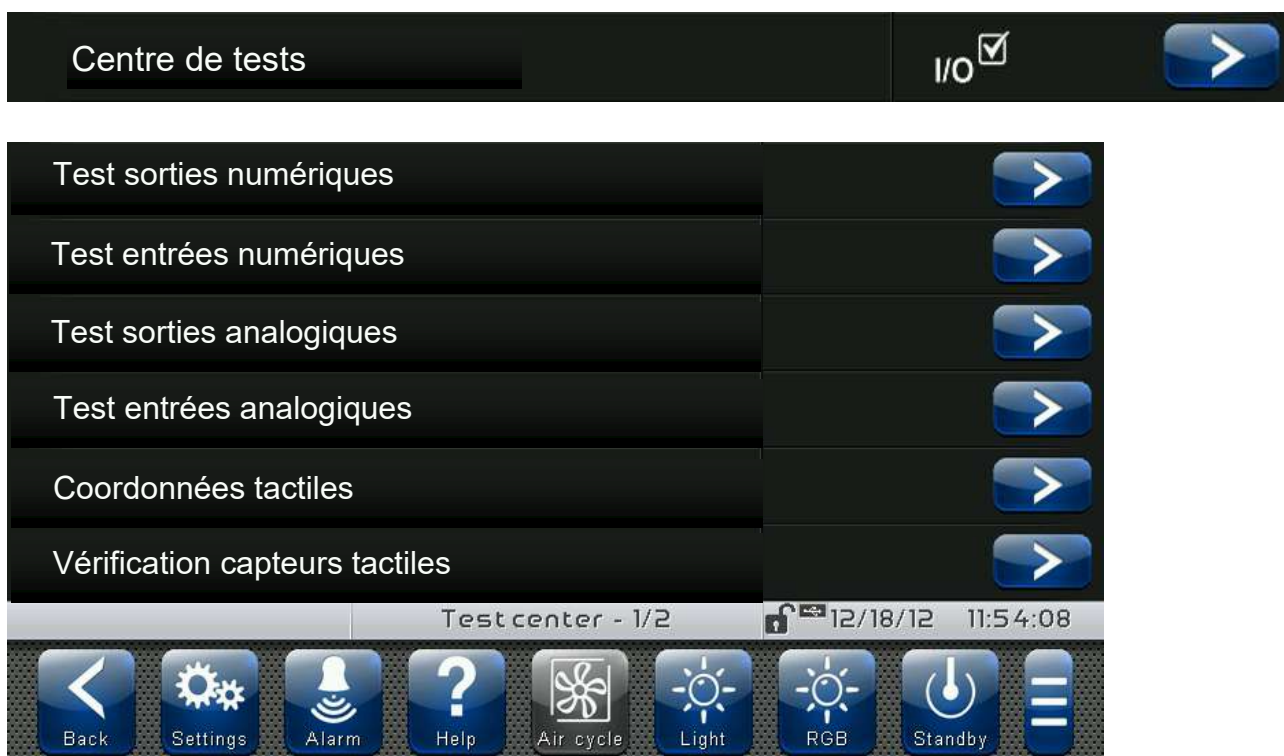 Centre de tests
I/O
Test sorties numériques
Test entrées numériques
Test sorties analogiques
Test entrées analogiques
Coordonnées tactiles
Vérification capteurs tactiles
Test center - 1/2 12/18/12 11:54:08
Back Settings Alarm Help Air cycle Light RGB Standby